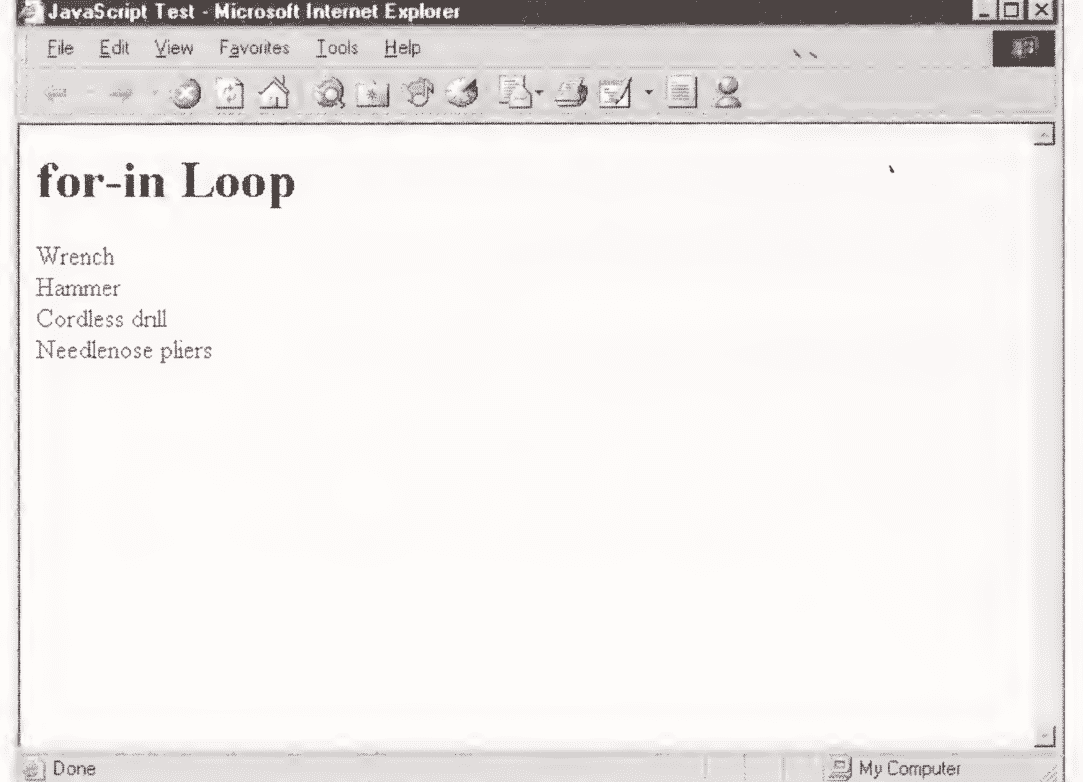 JavaScript Test - Microsoft Internet Explorer
File Edit View Favorites Tools Help
for-in Loop
Wrench
Hammer
Cordless drill
Needlenose pliers
Done
My Computer